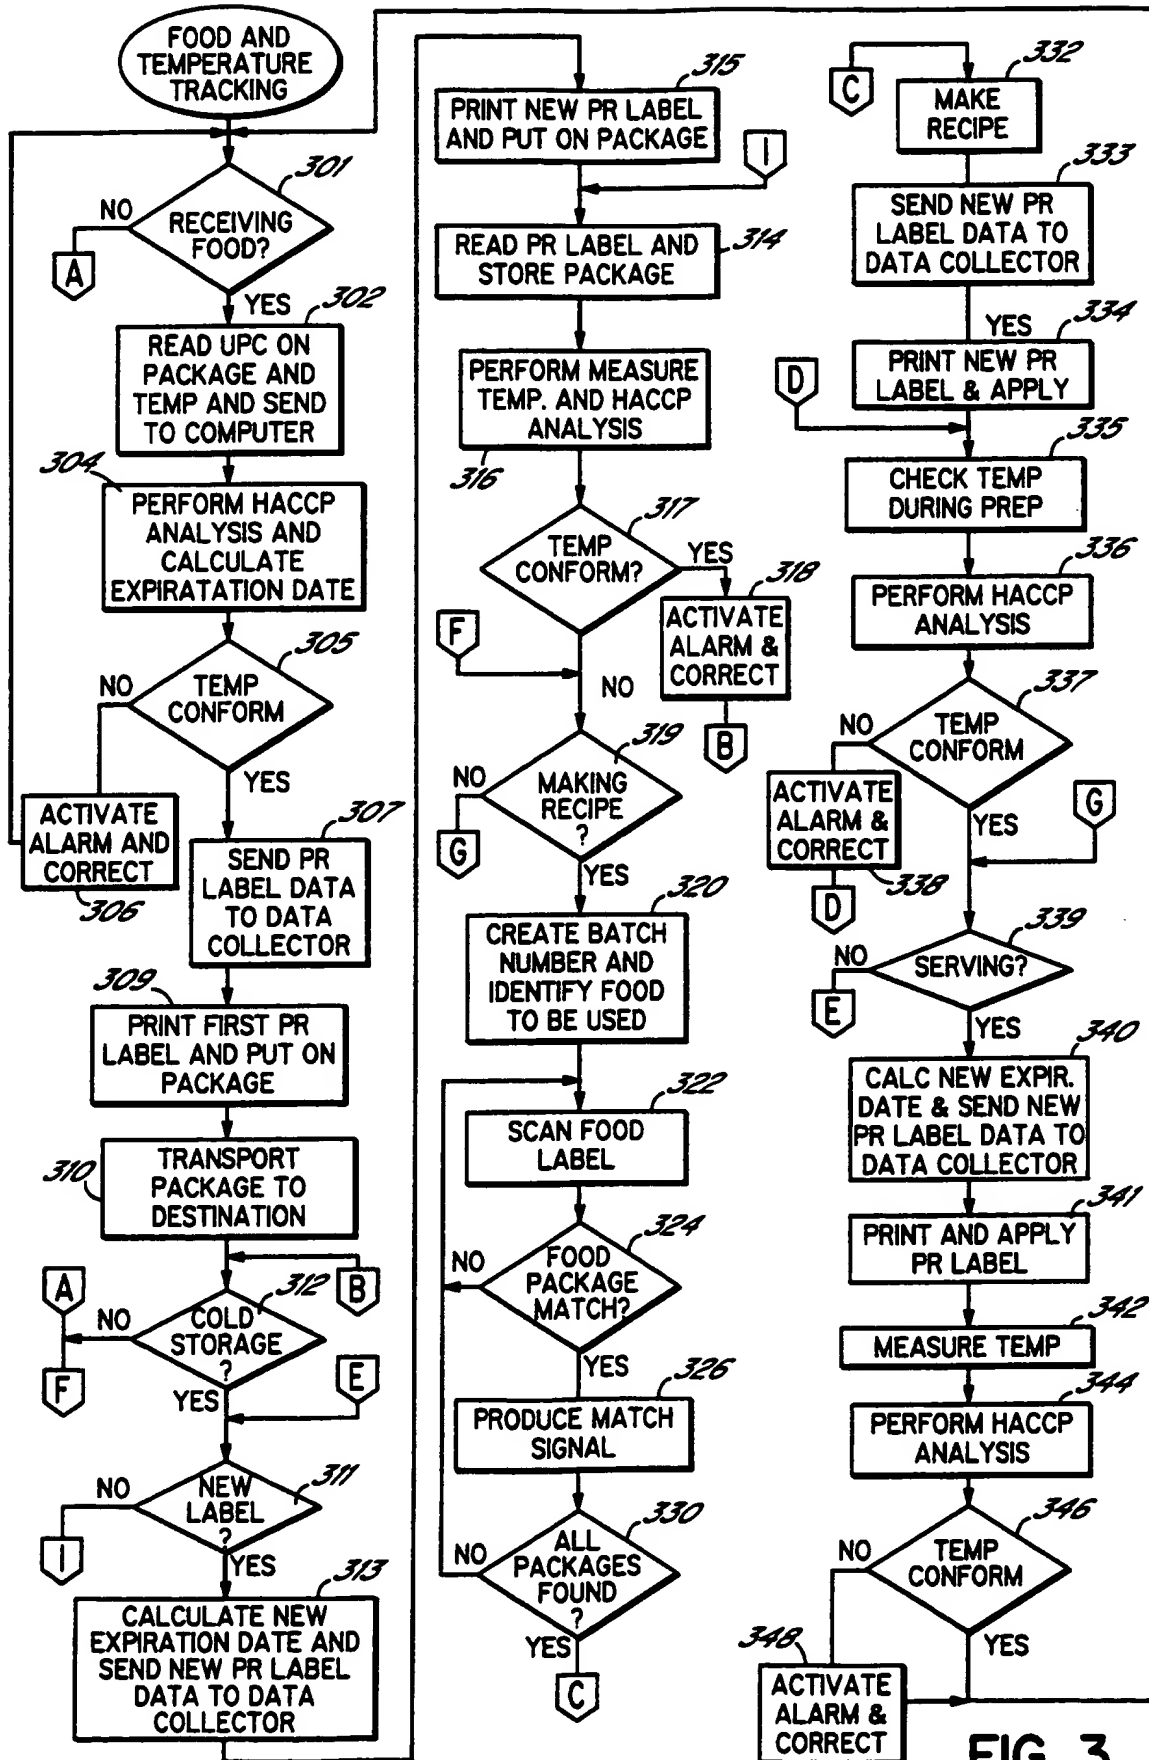 FOOD AND
TEMPERATURE
TRACKING
301
NO
RECEIVING
FOOD?
A
YES
302
READ UPC ON
PACKAGE AND
TEMP AND SEND
TO COMPUTER
304
PERFORM HACCP
ANALYSIS AND
CALCULATE
EXPIRATATION DATE
305
NO
TEMP
CONFORM
YES
ACTIVATE
ALARM AND
CORRECT
306
307
SEND PR
LABEL DATA
TO DATA
COLLECTOR
309
PRINT FIRST PR
LABEL AND PUT ON
PACKAGE
310
TRANSPORT
PACKAGE TO
DESTINATION
A
B
312
NO
COLD
STORAGE
?
F
YES
E
311
NO
NEW
LABEL
?
I
YES
313
CALCULATE NEW
EXPIRATION DATE AND
SEND NEW PR LABEL
DATA TO DATA
COLLECTOR
315
PRINT NEW PR LABEL
AND PUT ON PACKAGE
I
314
READ PR LABEL AND
STORE PACKAGE
PERFORM MEASURE
TEMP. AND HACCP
ANALYSIS
316
317
TEMP
CONFORM?
YES
318
ACTIVATE
ALARM &
CORRECT
B
F
NO
319
NO
MAKING
RECIPE
?
G
YES
320
CREATE BATCH
NUMBER AND
IDENTIFY FOOD
TO BE USED
322
SCAN FOOD
LABEL
324
NO
FOOD
PACKAGE
MATCH?
YES
326
PRODUCE MATCH
SIGNAL
330
NO
ALL
PACKAGES
FOUND
?
YES
C
C
332
MAKE
RECIPE
333
SEND NEW PR
LABEL DATA TO
DATA COLLECTOR
YES
334
PRINT NEW PR
LABEL & APPLY
D
335
CHECK TEMP
DURING PREP
336
PERFORM HACCP
ANALYSIS
337
NO
TEMP
CONFORM
ACTIVATE
ALARM &
CORRECT
338
D
YES
G
339
NO
SERVING?
E
YES
340
CALC NEW EXPIR.
DATE & SEND NEW
PR LABEL DATA TO
DATA COLLECTOR
341
PRINT AND APPLY
PR LABEL
342
MEASURE TEMP
344
PERFORM HACCP
ANALYSIS
346
NO
TEMP
CONFORM
YES
348
ACTIVATE
ALARM &
CORRECT
FIG. 3